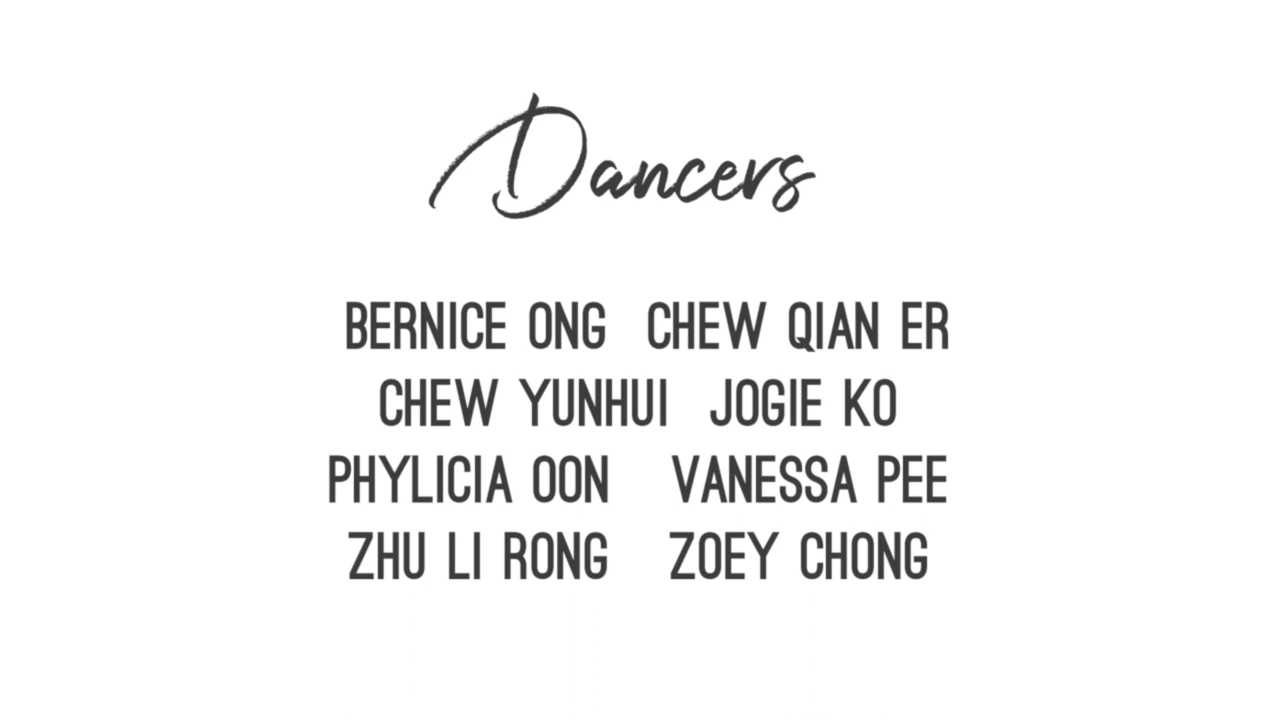 Dancers
BERNICE ONG CHEW QIAN ER
CHEW YUNHUI JOGIE KO
PHYLICIA OON VANESSA PEE
ZHU LI RONG ZOEY CHONG